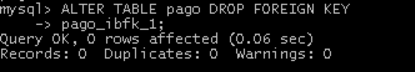 mysql> ALTER TABLE pago DROP FOREIGN KEY
    -> pago_ibfk_1;
Query OK, 0 rows affected (0.06 sec)
Records: 0  Duplicates: 0  Warnings: 0